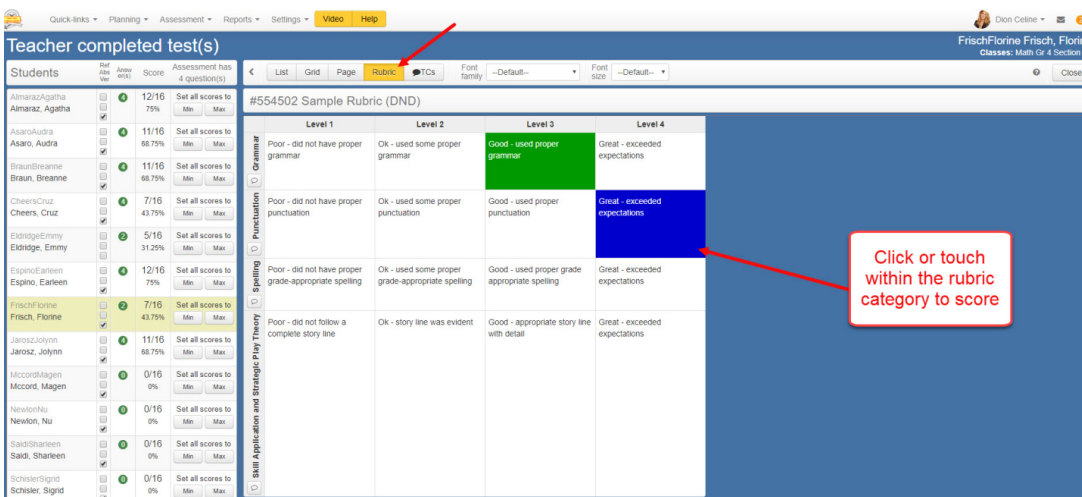 Quick-links Planning Assessment Reports Settings Video Help Dion Celine
Teacher completed test(s)
FrischFlorine Frisch, Florin
Classes: Math Gr 4 Section
Students
Ref
Abs
Ver
Answ
er(s)
Score
Assessment has
4 question(s)
List Grid Page Rubric TCs
Font
family
--Default--
Font
size
--Default--
Close
#554502 Sample Rubric (DND)
AlmarazAgatha
Almaraz, Agatha
4
12/16
75%
Set all scores to
Min Max
AsaroAudra
Asaro, Audra
4
11/16
68.75%
Set all scores to
Min Max
BraunBreanne
Braun, Breanne
4
11/16
68.75%
Set all scores to
Min Max
CheersCruz
Cheers, Cruz
4
7/16
43.75%
Set all scores to
Min Max
EldridgeEmmy
Eldridge, Emmy
2
5/16
31.25%
Set all scores to
Min Max
EspinoEarleen
Espino, Earleen
4
12/16
75%
Set all scores to
Min Max
FrischFlorine
Frisch, Florine
2
7/16
43.75%
Set all scores to
Min Max
JaroszJolynn
Jarosz, Jolynn
4
11/16
68.75%
Set all scores to
Min Max
MccordMagen
Mccord, Magen
0
0/16
0%
Set all scores to
Min Max
NewlonNu
Newlon, Nu
0
0/16
0%
Set all scores to
Min Max
SaidiSharleen
Saidi, Sharleen
0
0/16
0%
Set all scores to
Min Max
SchislerSigrid
Schisler, Sigrid
0
0/16
0%
Set all scores to
Min Max
Level 1 Level 2 Level 3 Level 4
Grammar
Poor - did not have proper
grammar
Ok - used some proper
grammar
Good - used proper
grammar
Great - exceeded
expectations
Punctuation
Poor - did not have proper
punctuation
Ok - used some proper
punctuation
Good - used proper
punctuation
Great - exceeded
expectations
Spelling
Poor - did not have proper
grade-appropriate spelling
Ok - used some proper
grade-appropriate spelling
Good - used proper grade
appropriate spelling
Great - exceeded
expectations
Skill Application and Strategic Play Theory
Poor - did not follow a
complete story line
Ok - story line was evident
Good - appropriate story line
with detail
Great - exceeded
expectations
Click or touch
within the rubric
category to score